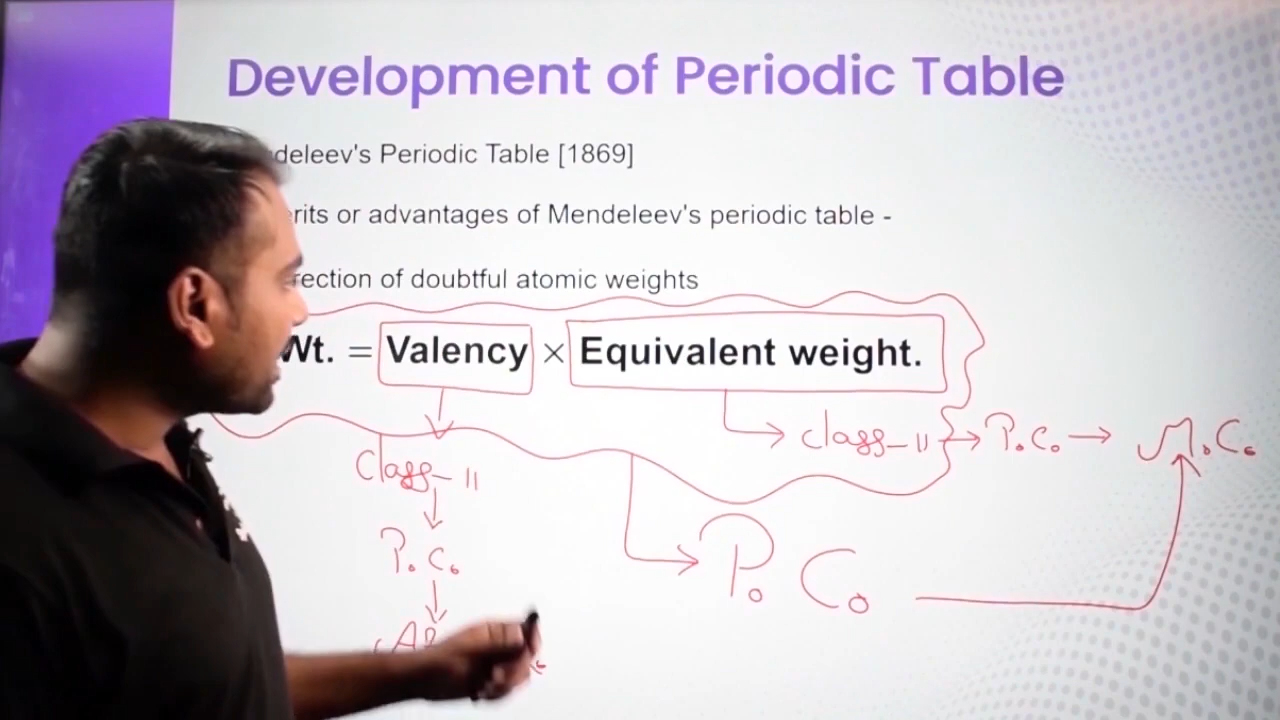 Development of Periodic Table
deleev's Periodic Table [1869]
rits or advantages of Mendeleev's periodic table -
rection of doubtful atomic weights
Wt. = Valency × Equivalent weight.
class-11 → P.C. → M.C.
Class-11
P.C.
P.C.